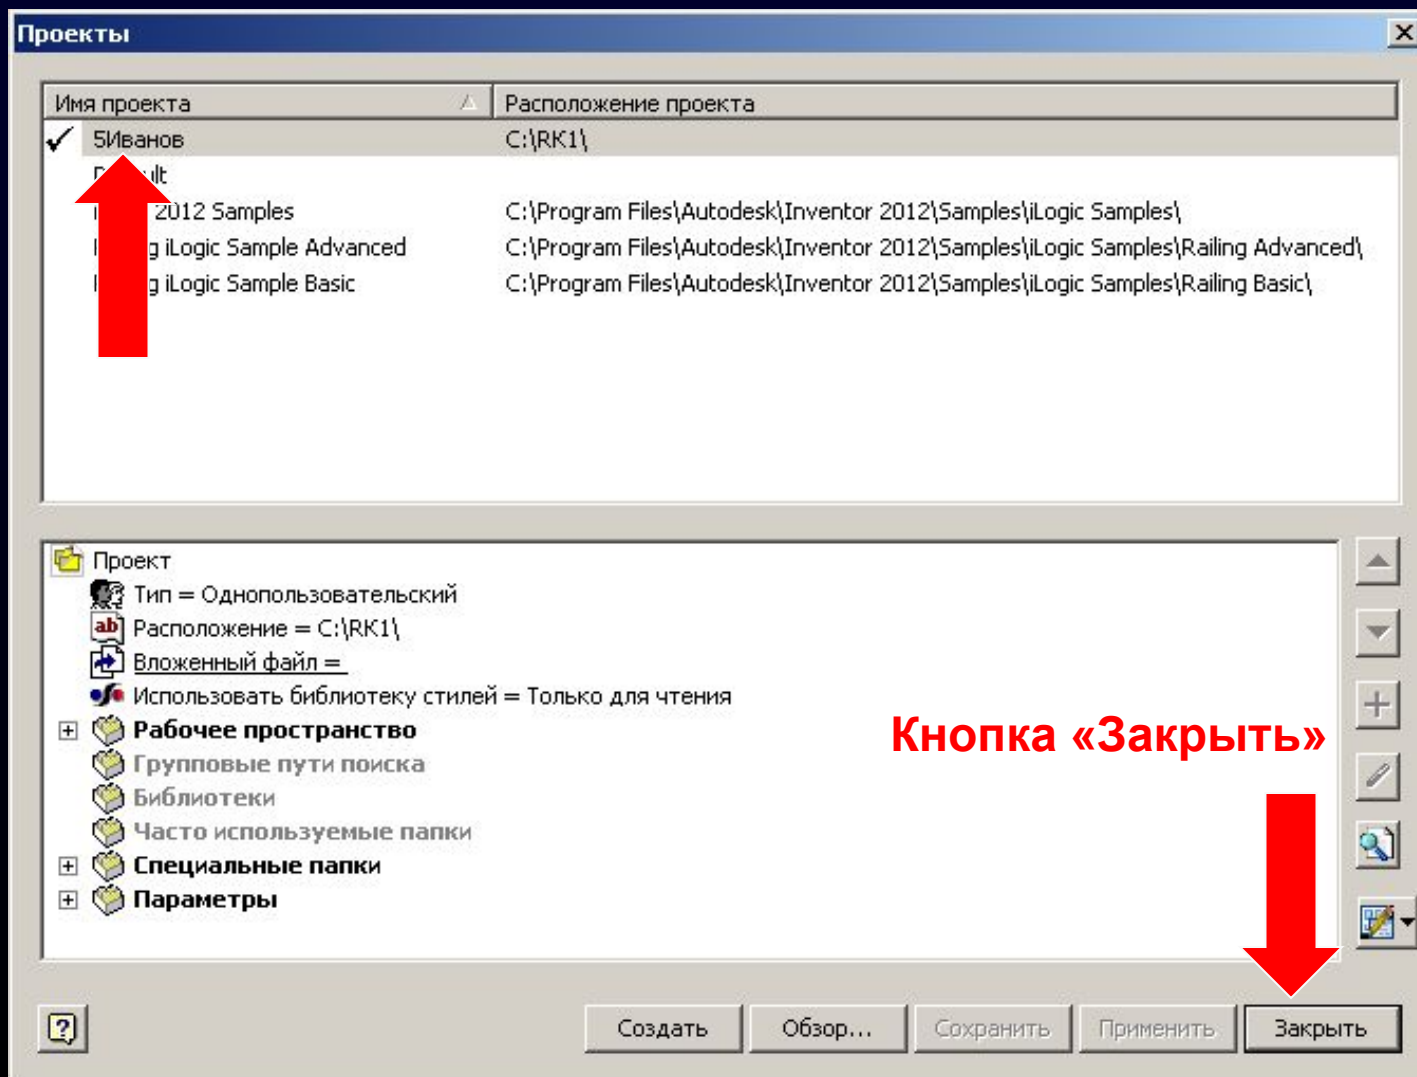 Проекты
Имя проекта Расположение проекта
5Иванов C:\RK1\
2012 Samples C:\Program Files\Autodesk\Inventor 2012\Samples\iLogic Samples\
iLogic Sample Advanced C:\Program Files\Autodesk\Inventor 2012\Samples\iLogic Samples\Railing Advanced\
iLogic Sample Basic C:\Program Files\Autodesk\Inventor 2012\Samples\iLogic Samples\Railing Basic\
Проект
Тип = Однопользовательский
ab Расположение = C:\RK1\
Вложенный файл =
Использовать библиотеку стилей = Только для чтения
Рабочее пространство
Кнопка «Закрыть»
Групповые пути поиска
Библиотеки
Часто используемые папки
Специальные папки
Параметры
Создать Обзор... Сохранить Применить Закрыть